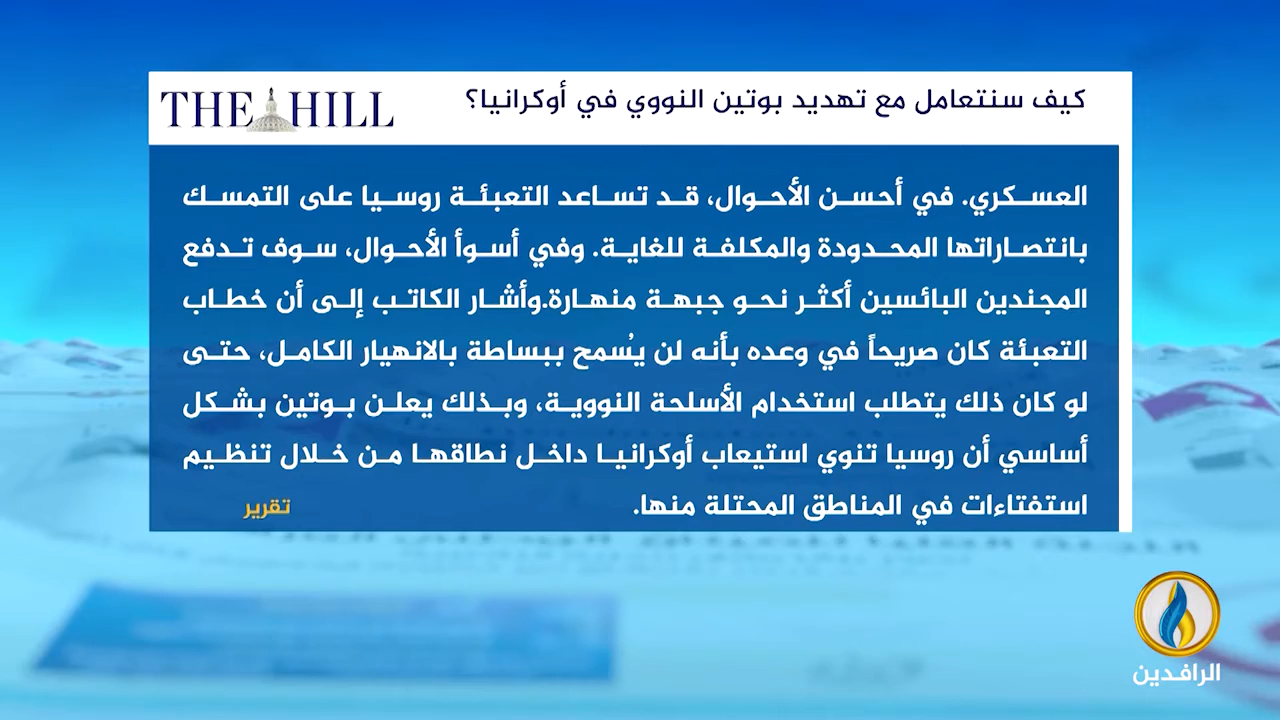 THE HILL
كيف سنتعامل مع تهديد بوتين النووي في أوكرانيا؟
العسكري. في أحسن الأحوال، قد تساعد التعبئة روسيا على التمسك
بانتصاراتها المحدودة والمكلفة للغاية. وفي أسوأ الأحوال، سوف تدفع
المجندين البائسين أكثر نحو جبهة منهارة.وأشار الكاتب إلى أن خطاب
التعبئة كان صريحاً في وعده بأنه لن يُسمح ببساطة بالانهيار الكامل، حتى
لو كان ذلك يتطلب استخدام الأسلحة النووية، وبذلك يعلن بوتين بشكل
أساسي أن روسيا تنوي استيعاب أوكرانيا داخل نطاقها من خلال تنظيم
استفتاءات في المناطق المحتلة منها.
تقرير
الرافدين